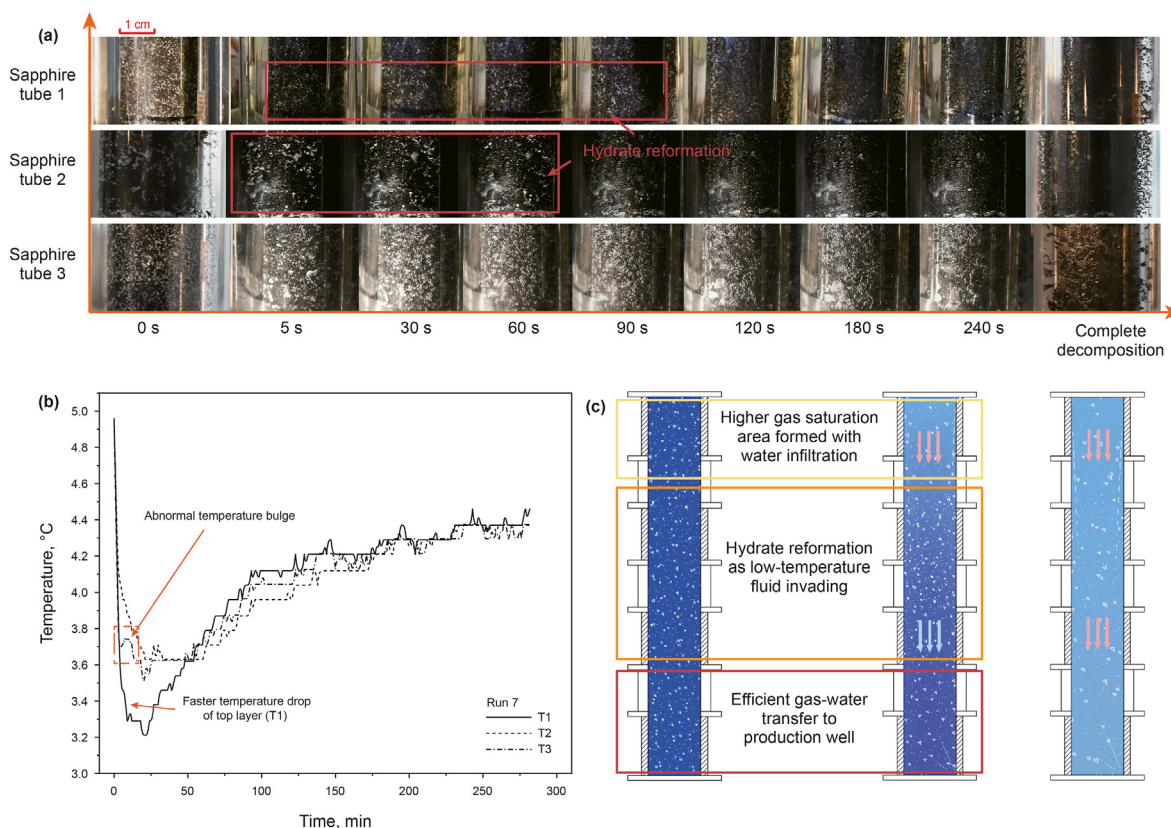 (a)
1 cm
Sapphire
tube 1
Sapphire
tube 2
Hydrate reformation
Sapphire
tube 3
0 s
5 s
30 s
60 s
90 s
120 s
180 s
240 s
Complete
decomposition
(b)
5.0
4.8
4.6
4.4
4.2
4.0
3.8
3.6
3.4
3.2
3.0
Temperature, °C
Abnormal temperature bulge
Faster temperature drop
of top layer (T1)
Run 7
T1
T2
T3
0
50
100
150
200
250
300
Time, min
(c)
Higher gas saturation
area formed with
water infiltration
Hydrate reformation
as low-temperature
fluid invading
Efficient gas-water
transfer to
production well